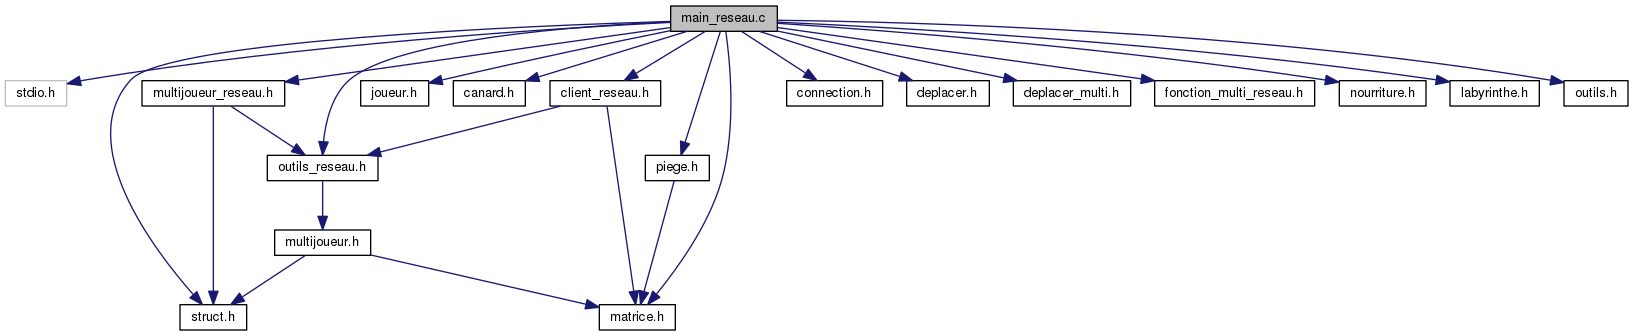 main_reseau.c
stdio.h
multijoueur_reseau.h
joueur.h
canard.h
client_reseau.h
connection.h
deplacer.h
deplacer_multi.h
fonction_multi_reseau.h
nourriture.h
labyrinthe.h
outils.h
outils_reseau.h
piege.h
multijoueur.h
struct.h
matrice.h